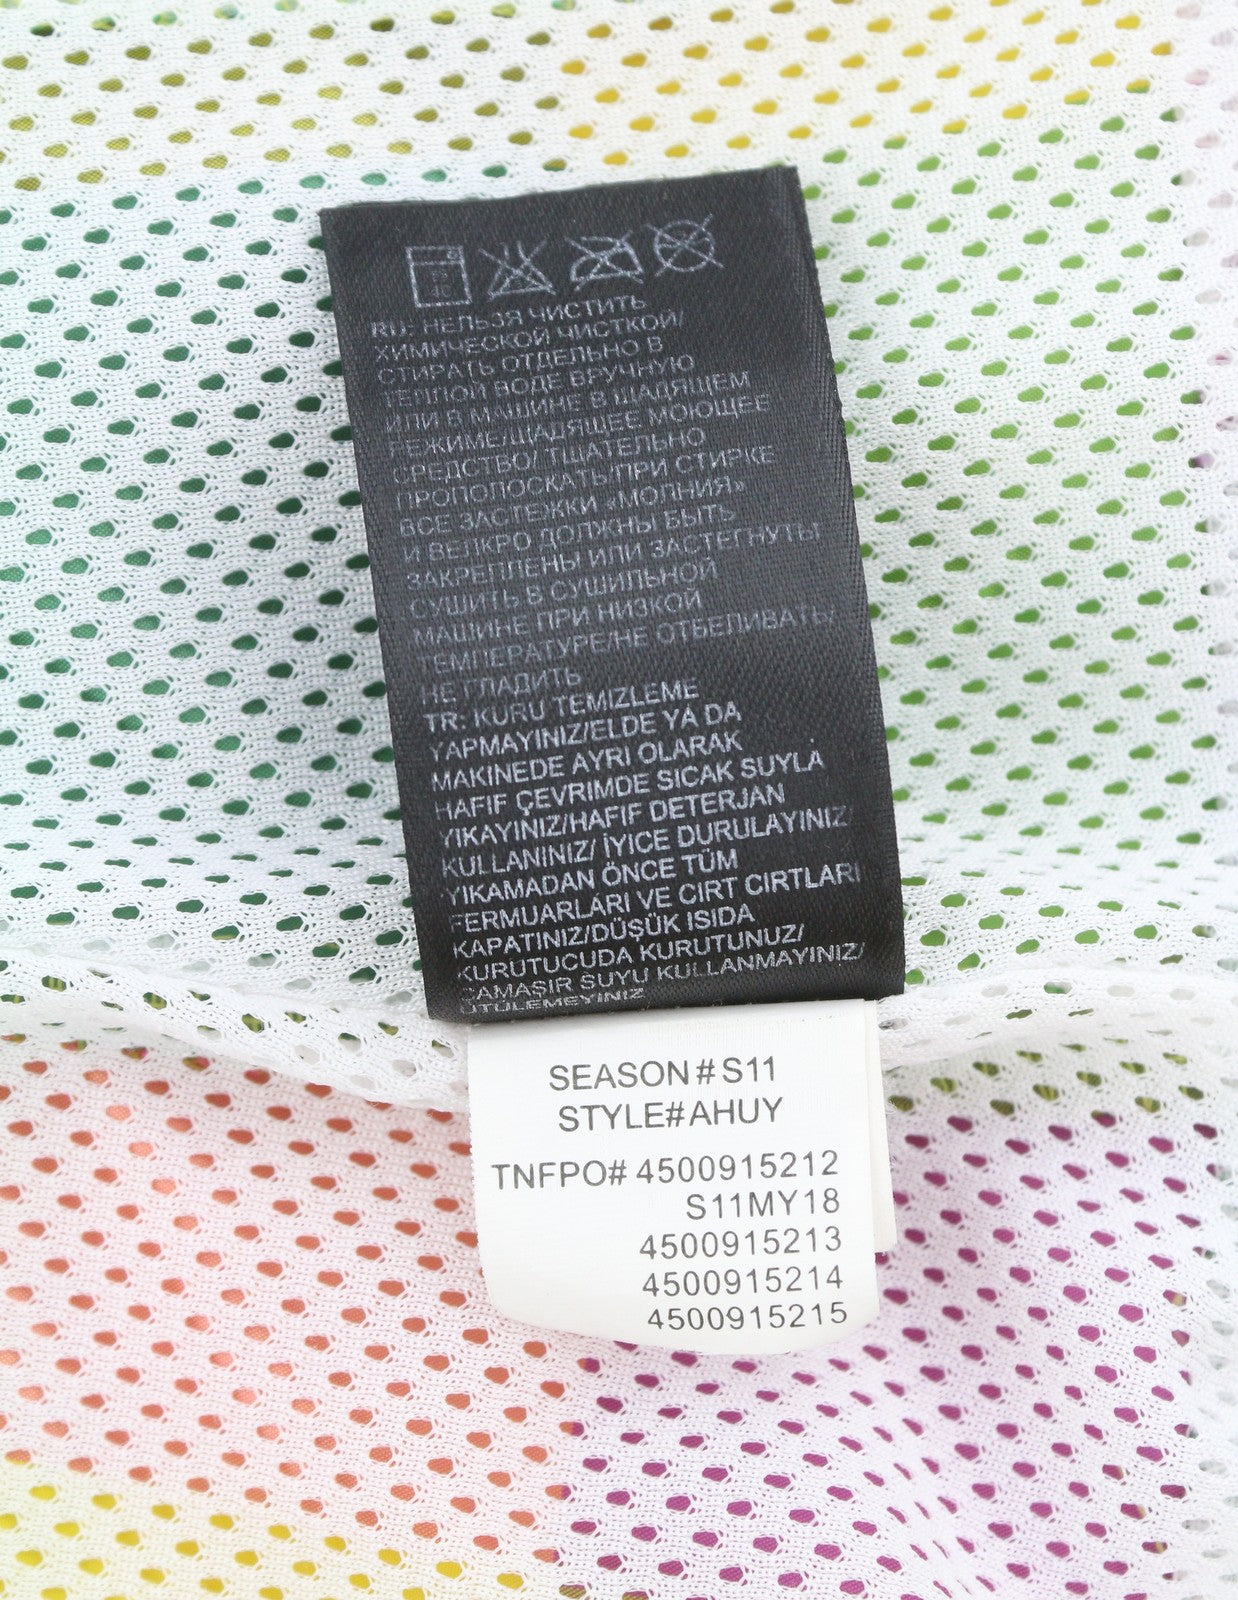 RU: НЕЛЬЗЯ ЧИСТИТЬ
ХИМИЧЕСКОЙ ЧИСТКОЙ/
СТИРАТЬ ОТДЕЛЬНО В
ТЕПЛОЙ ВОДЕ ВРУЧНУЮ
ИЛИ В МАШИНЕ В ЩАДЯЩЕМ
РЕЖИМЕ/ЩАДЯЩЕЕ МОЮЩЕЕ
СРЕДСТВО/ ТЩАТЕЛЬНО
ПРОПОЛОСКАТЬ/ПРИ СТИРКЕ
ВСЕ ЗАСТЕЖКИ «МОЛНИЯ»
И ВЕЛКРО ДОЛЖНЫ БЫТЬ
ЗАКРЕПЛЕНЫ ИЛИ ЗАСТЕГНУТЫ
СУШИТЬ В СУШИЛЬНОЙ
МАШИНЕ ПРИ НИЗКОЙ
ТЕМПЕРАТУРЕ/НЕ ОТБЕЛИВАТЬ/
НЕ ГЛАДИТЬ
TR: KURU TEMIZLEME
YAPMAYINIZ/ELDE YA DA
MAKINEDE AYRI OLARAK
HAFIF ÇEVRIMDE SICAK SUYLA
YIKAYINIZ/HAFIF DETERJAN
KULLANINIZ/ İYICE DURULAYINIZ/
YIKAMADAN ÖNCE TÜM
FERMUARLARI VE CIRT CIRTLARI
KAPATINIZ/DÜŞÜK ISIDA
KURUTUCUDA KURUTUNUZ/
ÇAMAŞIR SUYU KULLANMAYINIZ/
ÜTÜLEMEYINIZ
SEASON#S11
STYLE#AHUY
TNFPO# 4500915212
S11MY18
4500915213
4500915214
4500915215